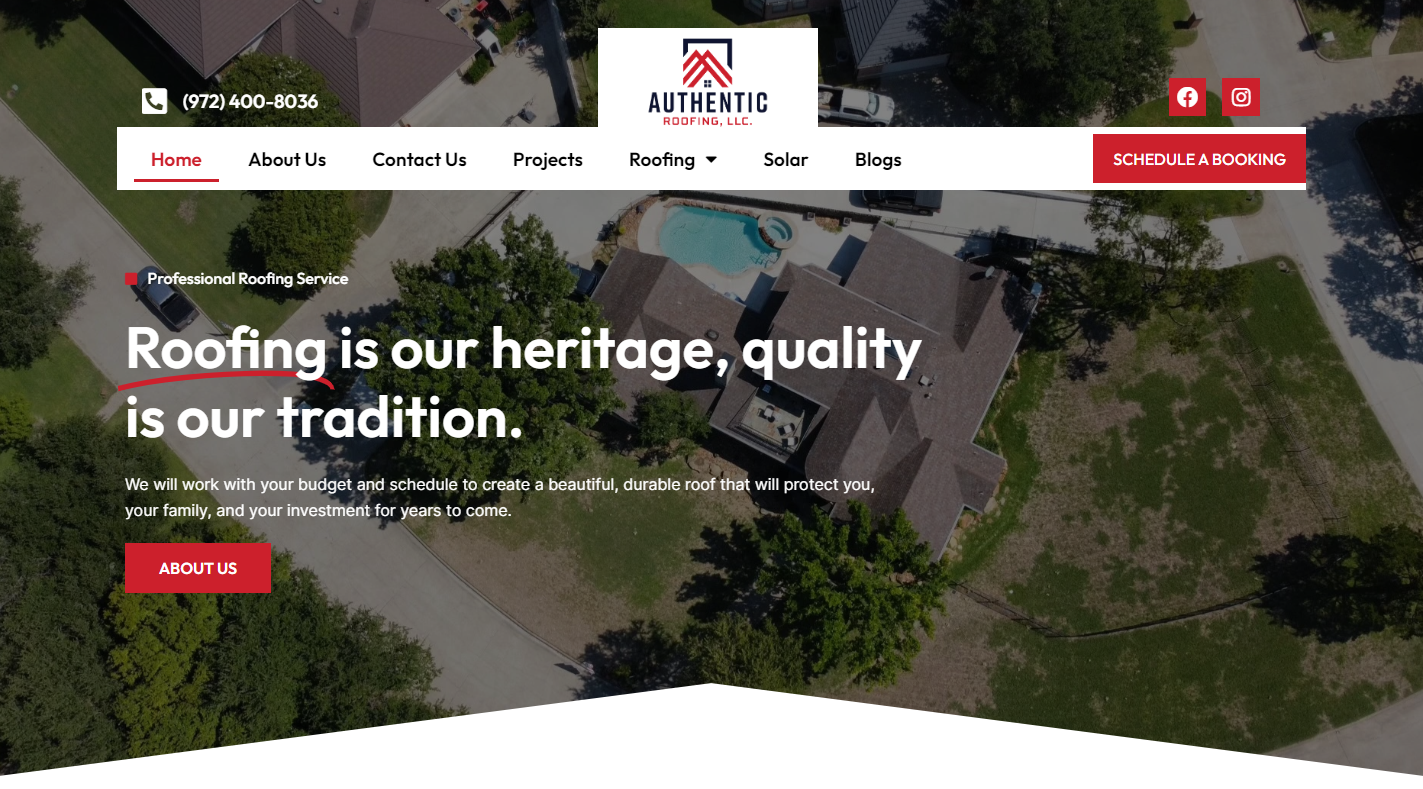 (972) 400-8036
AUTHENTIC
ROOFING, LLC.
Home About Us Contact Us Projects Roofing Solar Blogs SCHEDULE A BOOKING
Professional Roofing Service
Roofing is our heritage, quality
is our tradition.
We will work with your budget and schedule to create a beautiful, durable roof that will protect you,
your family, and your investment for years to come.
ABOUT US